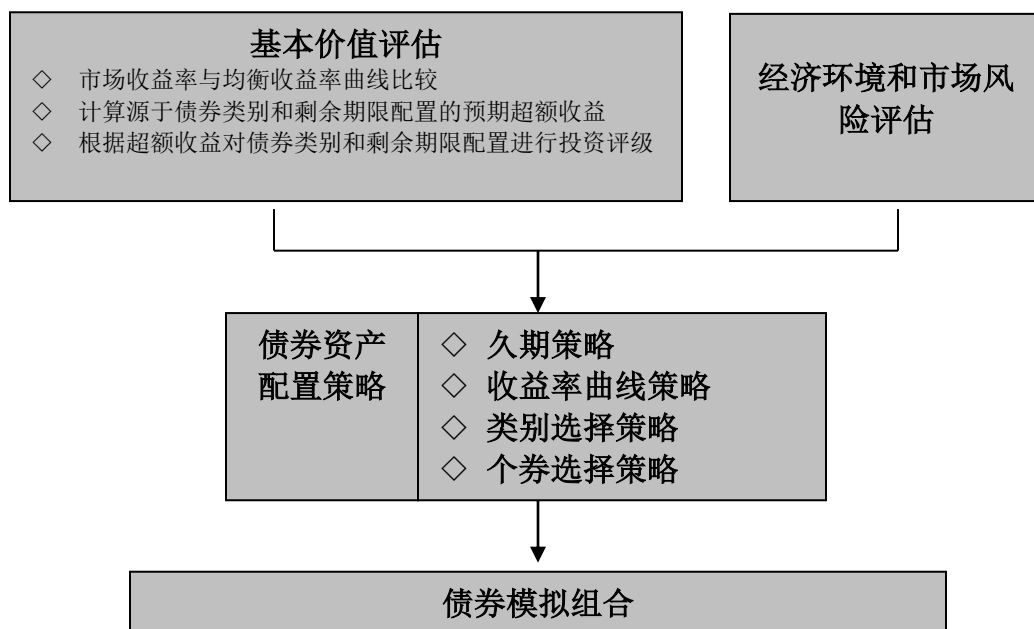 基本价值评估
◇ 市场收益率与均衡收益率曲线比较
◇ 计算源于债券类别和剩余期限配置的预期超额收益
◇ 根据超额收益对债券类别和剩余期限配置进行投资评级
经济环境和市场风
险评估
债券资产
配置策略
◇ 久期策略
◇ 收益率曲线策略
◇ 类别选择策略
◇ 个券选择策略
债券模拟组合